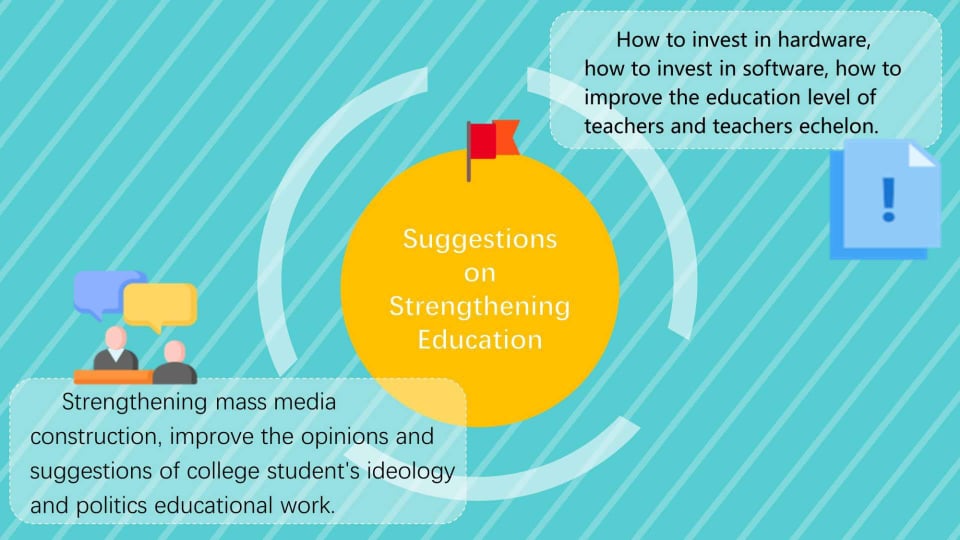 How to invest in hardware,
how to invest in software, how to
improve the education level of
teachers and teachers echelon.
Suggestions
on
Strengthening
Education
Strengthening mass media
construction, improve the opinions and
suggestions of college student's ideology
and politics educational work.